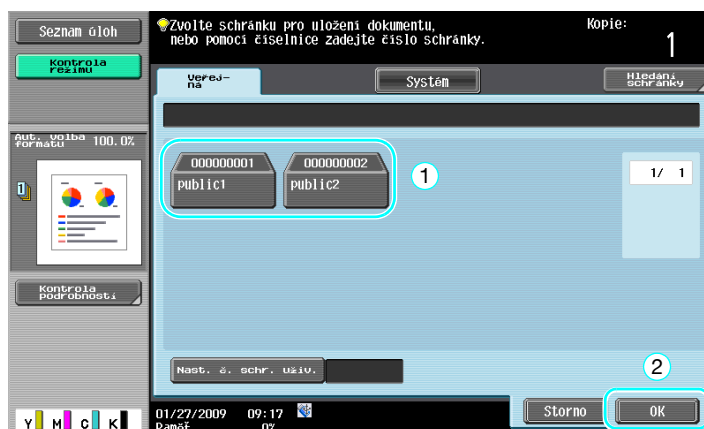 Seznam úloh
Zvolte schránku pro uložení dokumentu,
nebo pomocí číselnice zadejte číslo schránky.
Kopie:
1
Kontrola
režimu
Veřej-
ná
Systém
Hledání
schránky
Aut. volba
formátu
100.0%
000000001
public1
000000002
public2
1
1/ 1
Kontrola
podrobností
Nast. č. schr. uživ.
2
01/27/2009 09:17
Storno
OK
Y M C K
Paměť 0%